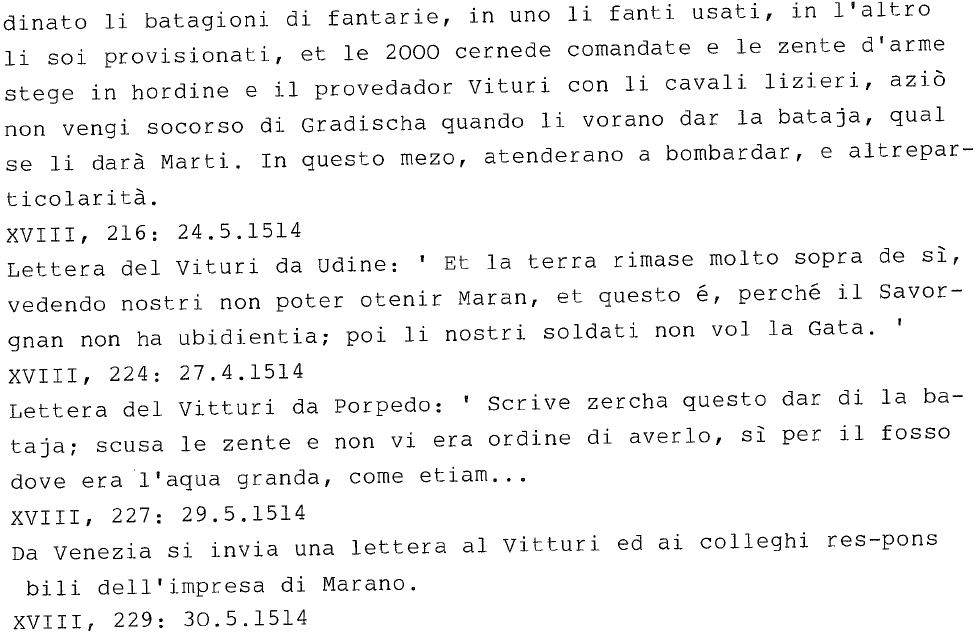 dinato li batagioni di fantarie, in uno li fanti usati, in l'altro
li soi provisionati, et le 2000 cernede comandate e le zente d'arme
stege in hordine e il provedador Vituri con li cavali lizieri, aziò
non vengi socorso di Gradischa quando li vorano dar la bataja, qual
se li darà Marti. In questo mezo, atenderano a bombardar, e altrepar-
ticolarità.
XVIII, 216: 24.5.1514
Lettera del Vituri da Udine: ' Et la terra rimase molto sopra de sì,
vedendo nostri non poter otenir Maran, et questo é, perché il Savor-
gnan non ha ubidientia; poi li nostri soldati non vol la Gata. '
XVIII, 224: 27.4.1514
Lettera del Vitturi da Porpedo: ' Scrive zercha questo dar di la ba-
taja; scusa le zente e non vi era ordine di averlo, sì per il fosso
dove era l'aqua granda, come etiam...
XVIII, 227: 29.5.1514
Da Venezia si invia una lettera al Vitturi ed ai colleghi res-pons
bili dell'impresa di Marano.
XVIII, 229: 30.5.1514